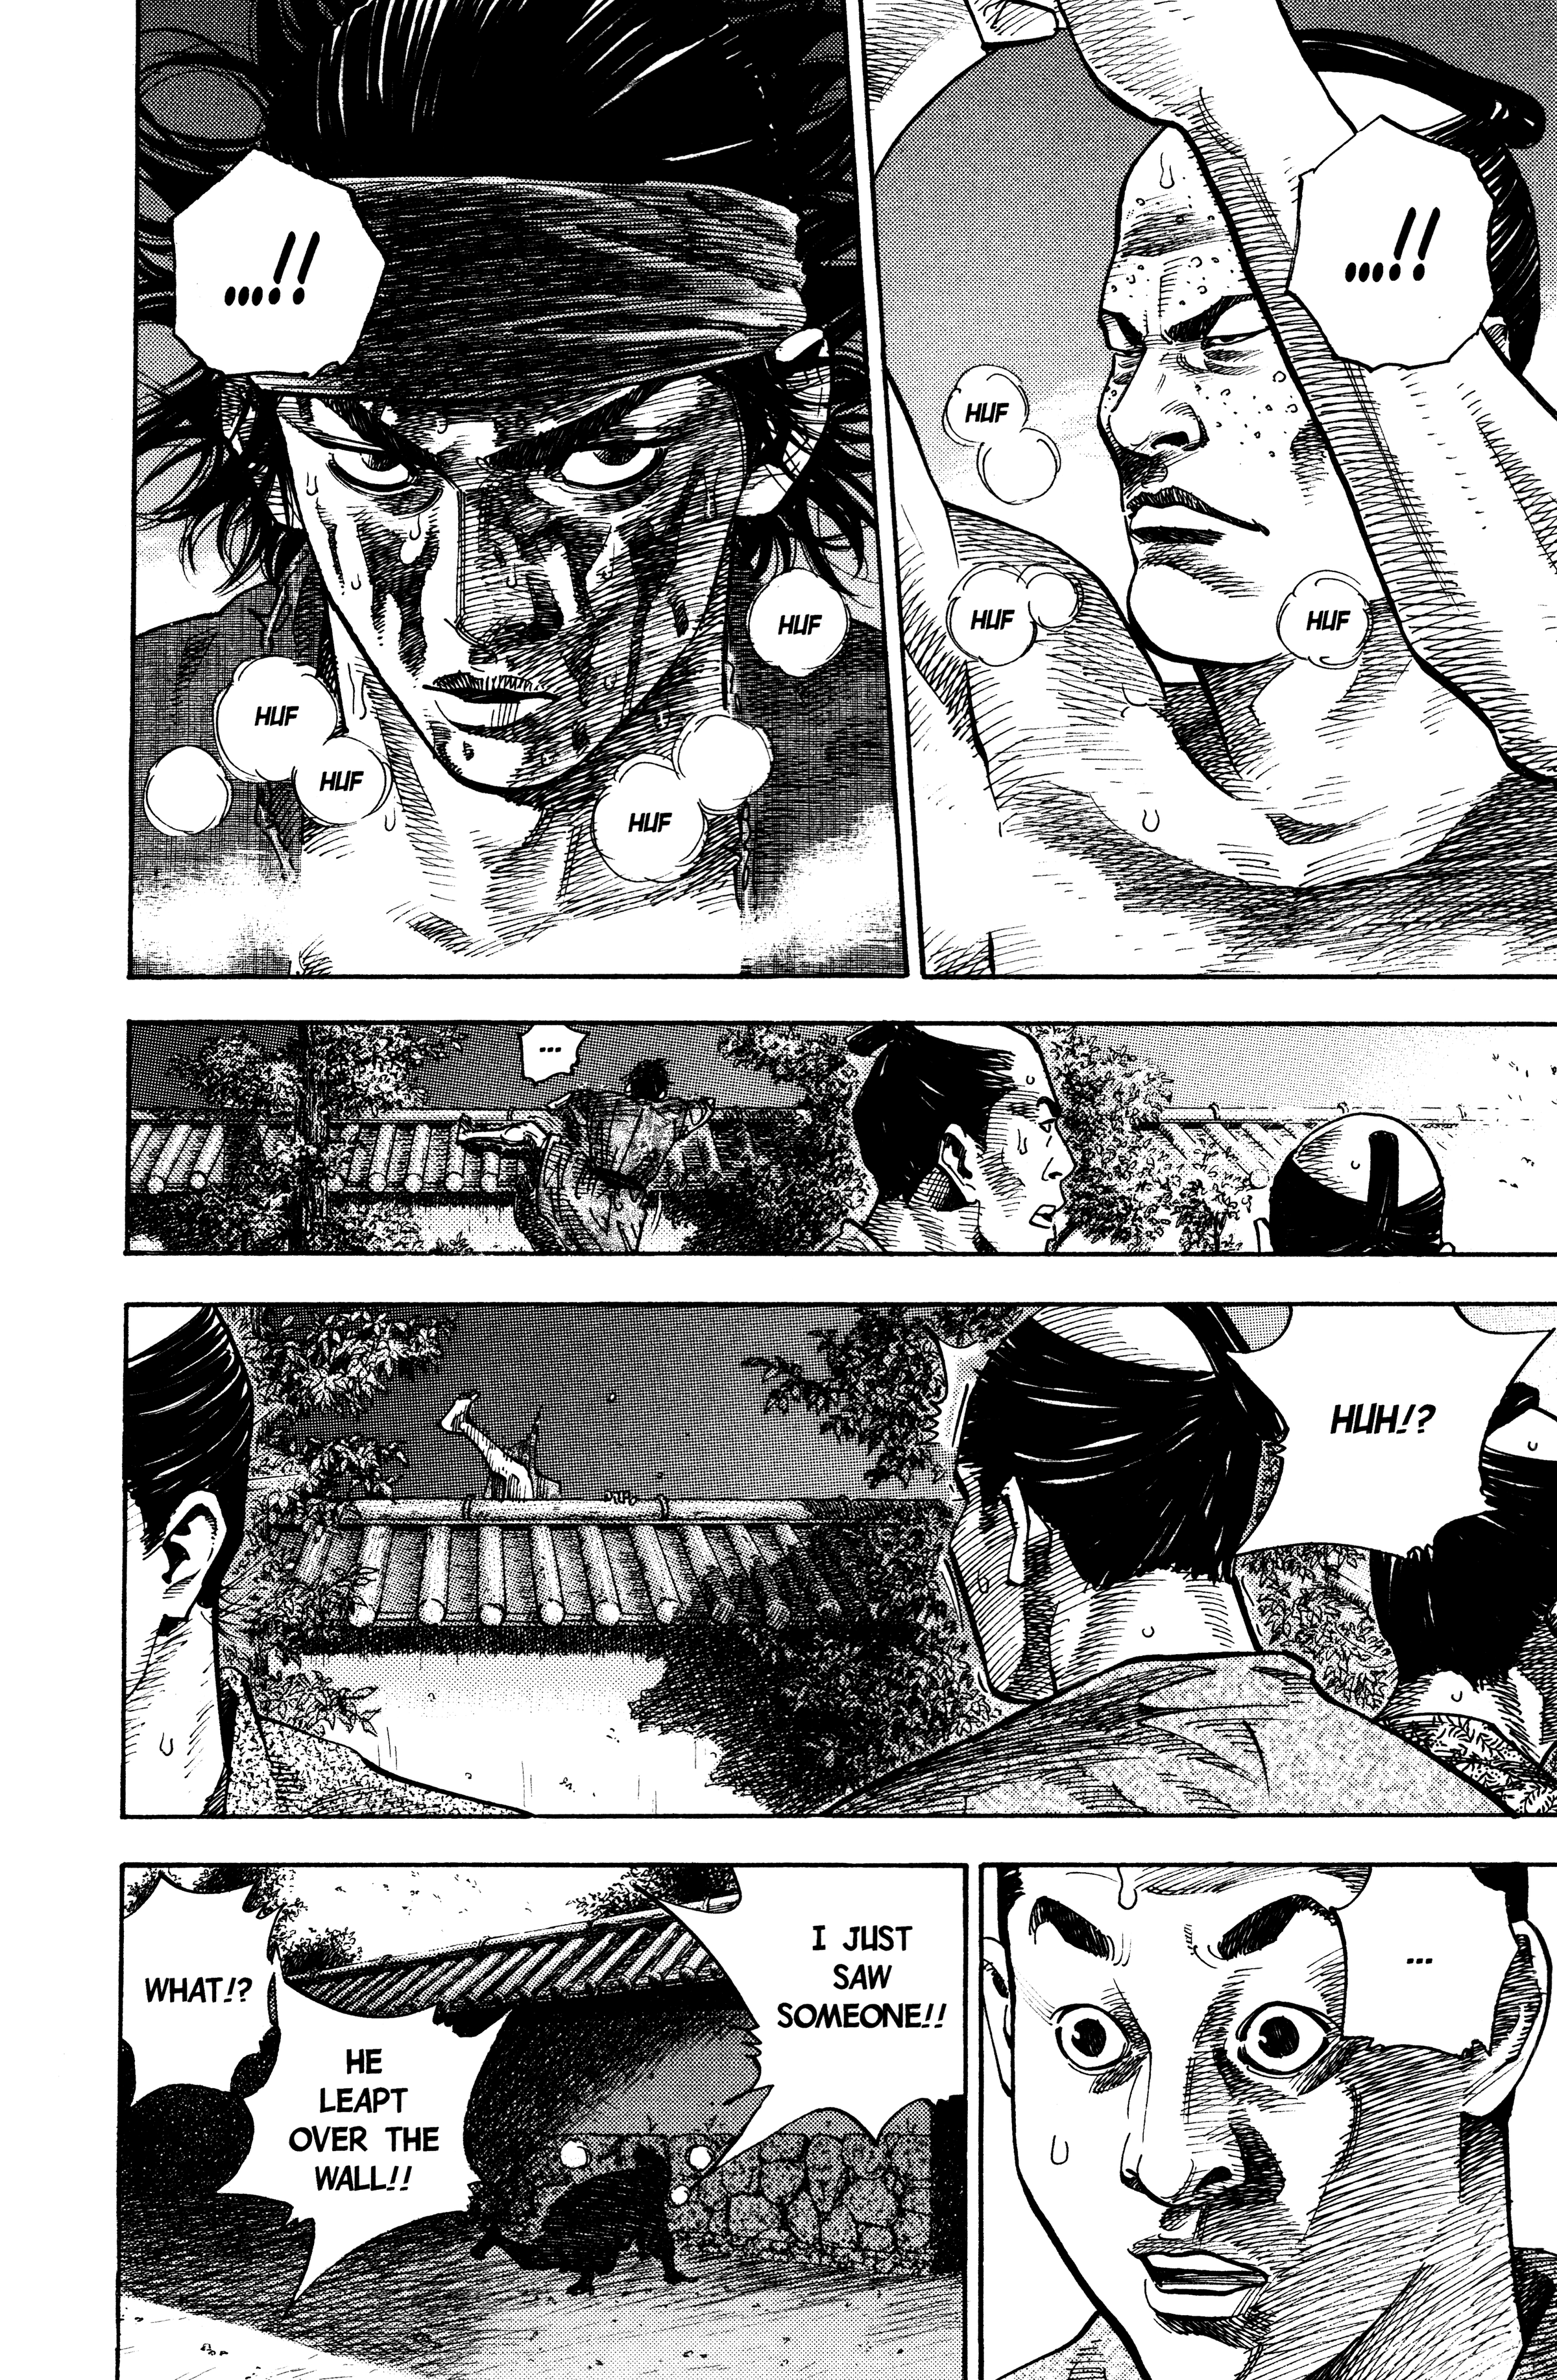 ....!!
HUF
HUF
HUF
....!!
HUF
HUF
HUF
HUF
...
HUH!?
...
I JUST
SAW
SOMEONE!!
HE
LEAPT
OVER THE
WALL!!
WHAT!?